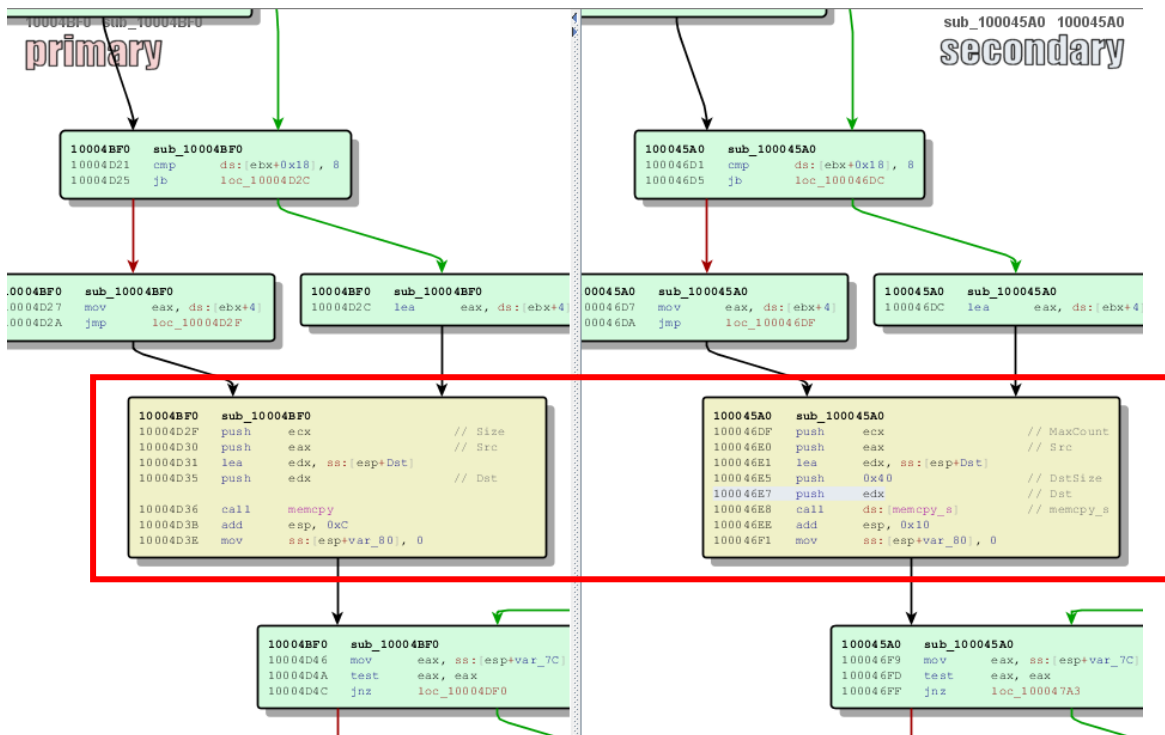 10004BF0 sub_10004BF0
primary
10004BF0 sub_10004BF0
10004D21 cmp ds:[ebx+0x18], 8
10004D25 jb loc_10004D2C
.0004BF0 sub_10004BF0
.0004D27 mov eax, ds:[ebx+4]
.0004D2A jmp loc_10004D2F
10004BF0 sub_10004BF0
10004D2C lea eax, ds:[ebx+4]
10004BF0 sub_10004BF0
10004D2F push ecx // Size
10004D30 push eax // Src
10004D31 lea edx, ss:[esp+Dst]
10004D35 push edx // Dst
10004D36 call memcpy
10004D3B add esp, 0xC
10004D3E mov ss:[esp+var_80], 0
10004BF0 sub_10004BF0
10004D46 mov eax, ss:[esp+var_7C]
10004D4A test eax, eax
10004D4C jnz loc_10004DF0
sub_100045A0 100045A0
secondary
100045A0 sub_100045A0
100046D1 cmp ds:[ebx+0x18], 8
100046D5 jb loc_100046DC
00045A0 sub_100045A0
00046D7 mov eax, ds:[ebx+4]
00046DA jmp loc_100046DF
100045A0 sub_100045A0
100046DC lea eax, ds:[ebx+4]
100045A0 sub_100045A0
100046DF push ecx // MaxCount
100046E0 push eax // Src
100046E1 lea edx, ss:[esp+Dst]
100046E5 push 0x40 // DstSize
100046E7 push edx // Dst
100046E8 call ds:[memcpy_s] // memcpy_s
100046EE add esp, 0x10
100046F1 mov ss:[esp+var_80], 0
100045A0 sub_100045A0
100046F9 mov eax, ss:[esp+var_7C]
100046FD test eax, eax
100046FF jnz loc_100047A3